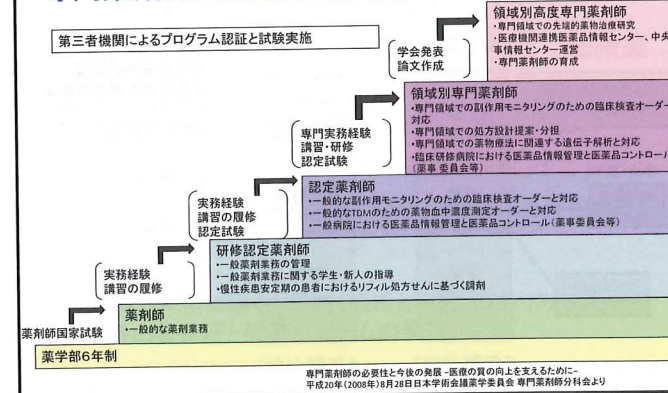 第三者機関によるプログラム認証と試験実施
学会発表
論文作成
領域別高度専門薬剤師
・専門領域での先端的薬物治療研究
・医療機関連携医薬品情報センター、中央
事情報センター運営
・専門薬剤師の育成
専門実務経験
講習・研修
認定試験
領域別専門薬剤師
・専門領域での副作用モニタリングのための臨床検査オーダー
対応
・専門領域での処方設計提案・分担
・専門領域での薬物療法に関連する遺伝子解析と対応
・臨床研修病院における医薬品情報管理と医薬品コントロール
(薬事 委員会等)
実務経験
講習の履修
認定試験
認定薬剤師
・一般的な副作用モニタリングのための臨床検査オーダーと対応
・一般的なTDMのための薬物血中濃度測定オーダーと対応
・一般病院における医薬品情報管理と医薬品コントロール(薬事委員会等)
実務経験
講習の履修
研修認定薬剤師
・一般薬剤業務の管理
・一般薬剤業務に関する学生・新人の指導
・慢性疾患安定期の患者におけるリフィル処方せんに基づく調剤
薬剤師国家試験
薬剤師
・一般的な薬剤業務
薬学部6年制
専門薬剤師の必要性と今後の発展 −医療の質の向上を支えるために−
平成20年(2008年)8月28日日本学術会議薬学委員会 専門薬剤師分科会より